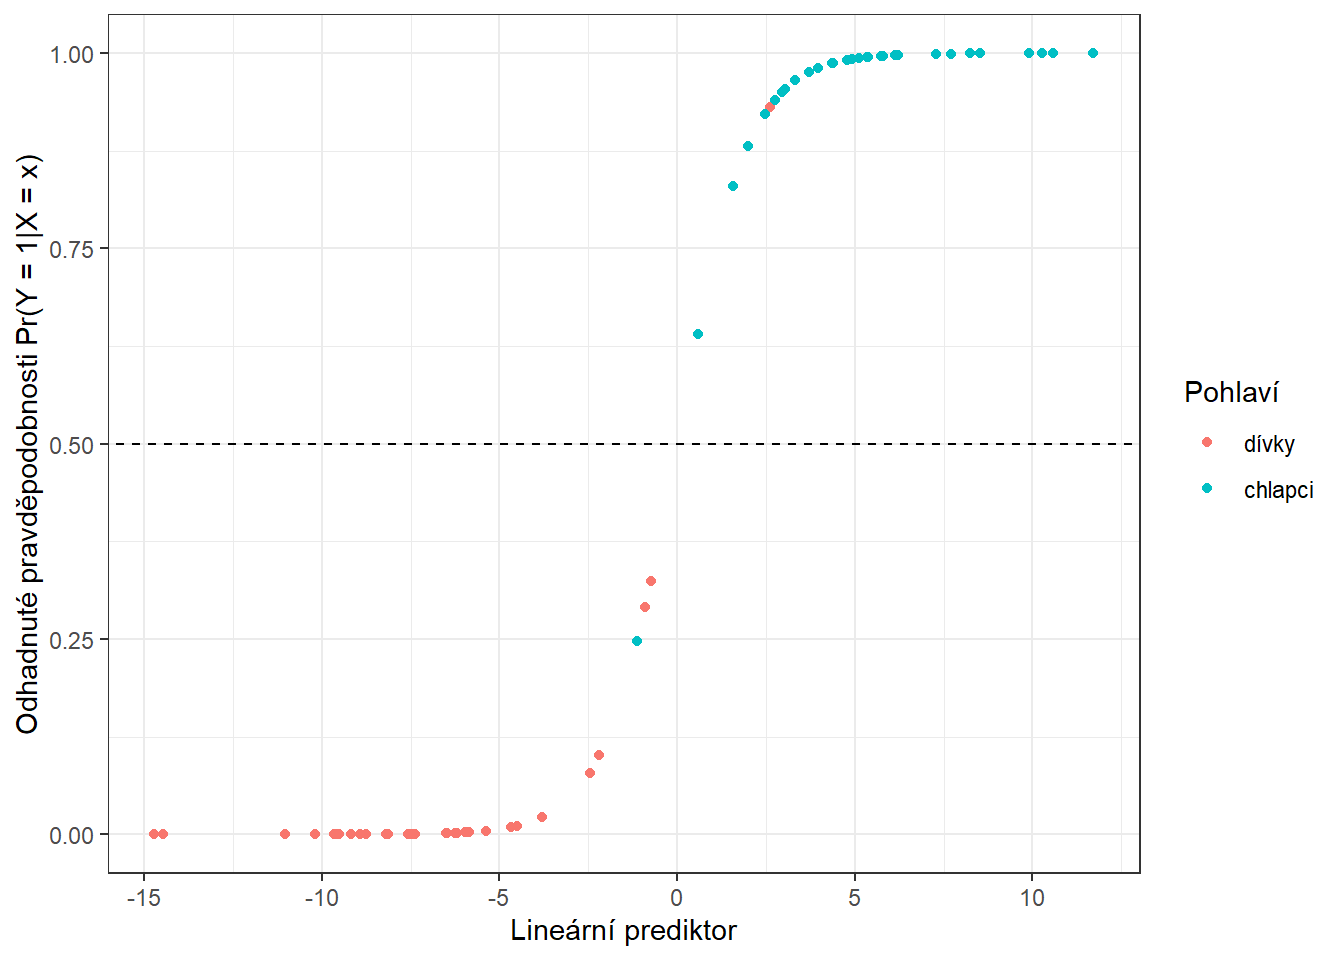 Odhadnuté pravděpodobnosti Pr(Y = 1|X = x)
1.00
0.75
0.50
0.25
0.00
-15
-10
-5
0
5
10
Lineární prediktor
Pohlaví
dívky
chlapci